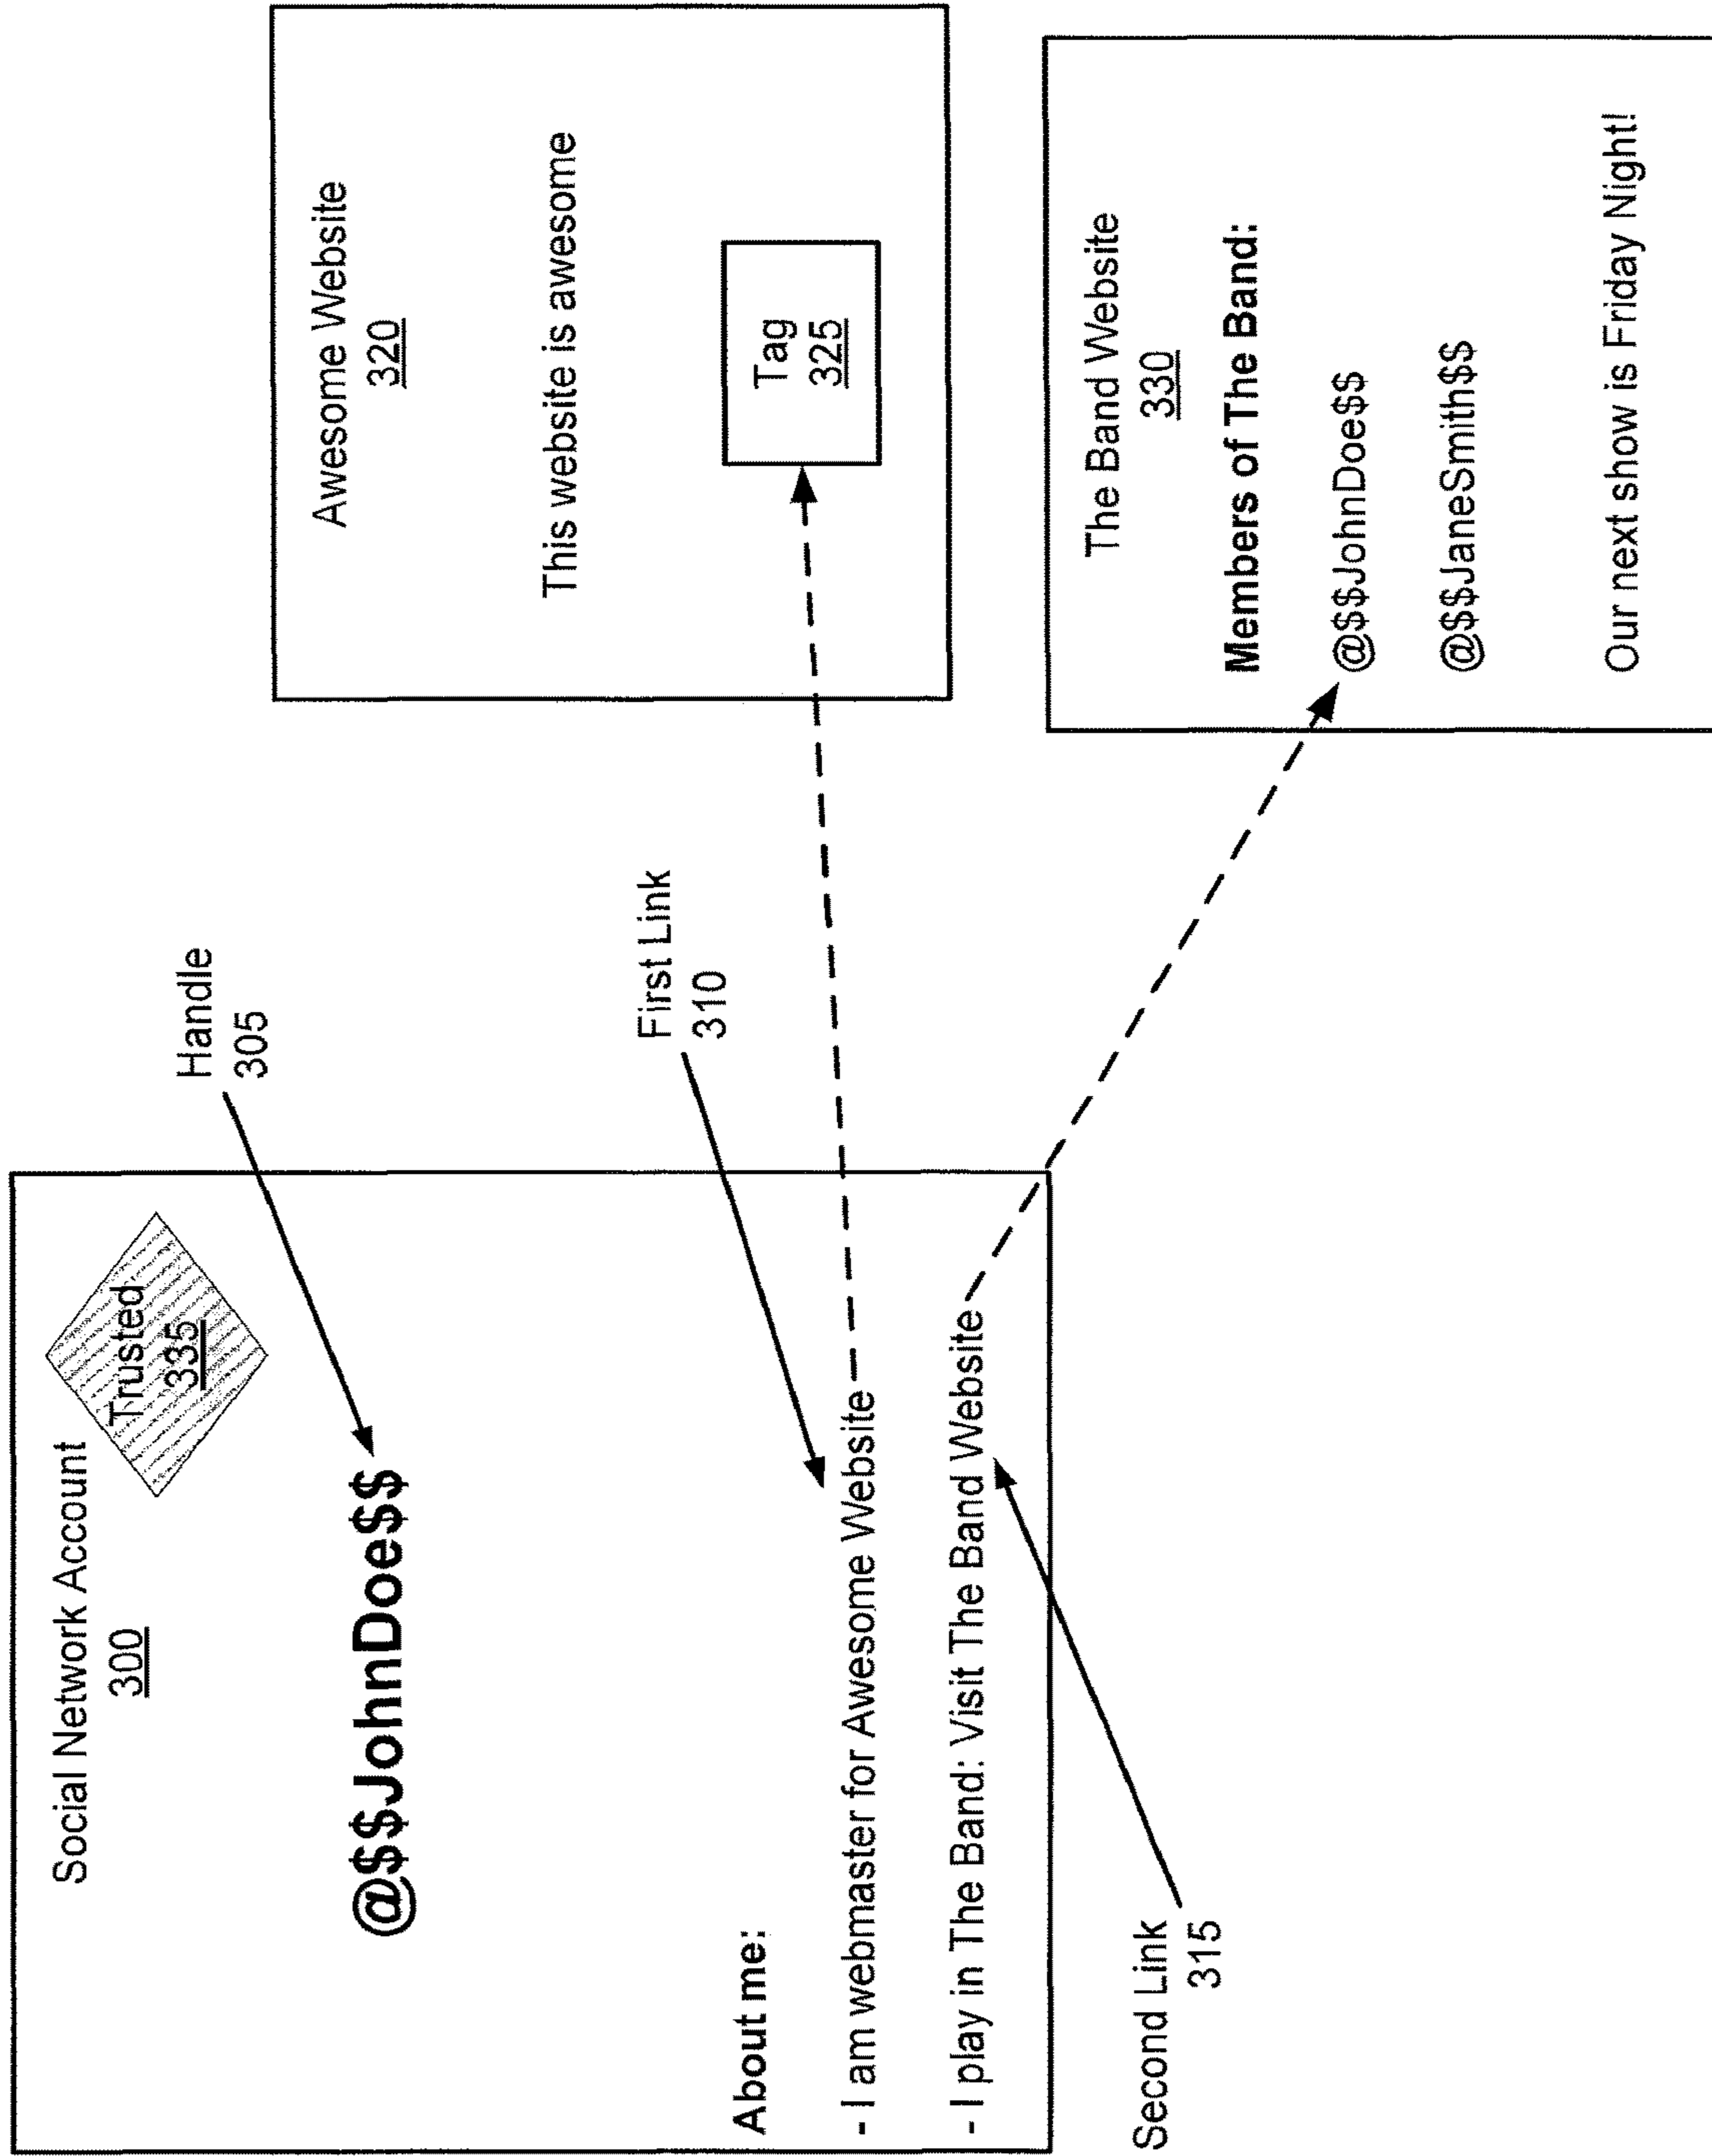 Social Network Account
300
Trusted
335
@$$JohnDoe$$
About me:
- I am webmaster for Awesome Website
- I play in The Band: Visit The Band Website
Handle
305
First Link
310
Second Link
315
Awesome Website
320
This website is awesome
Tag
325
The Band Website
330
Members of The Band:
@$$JohnDoe$$
@$$JaneSmith$$
Our next show is Friday Night!